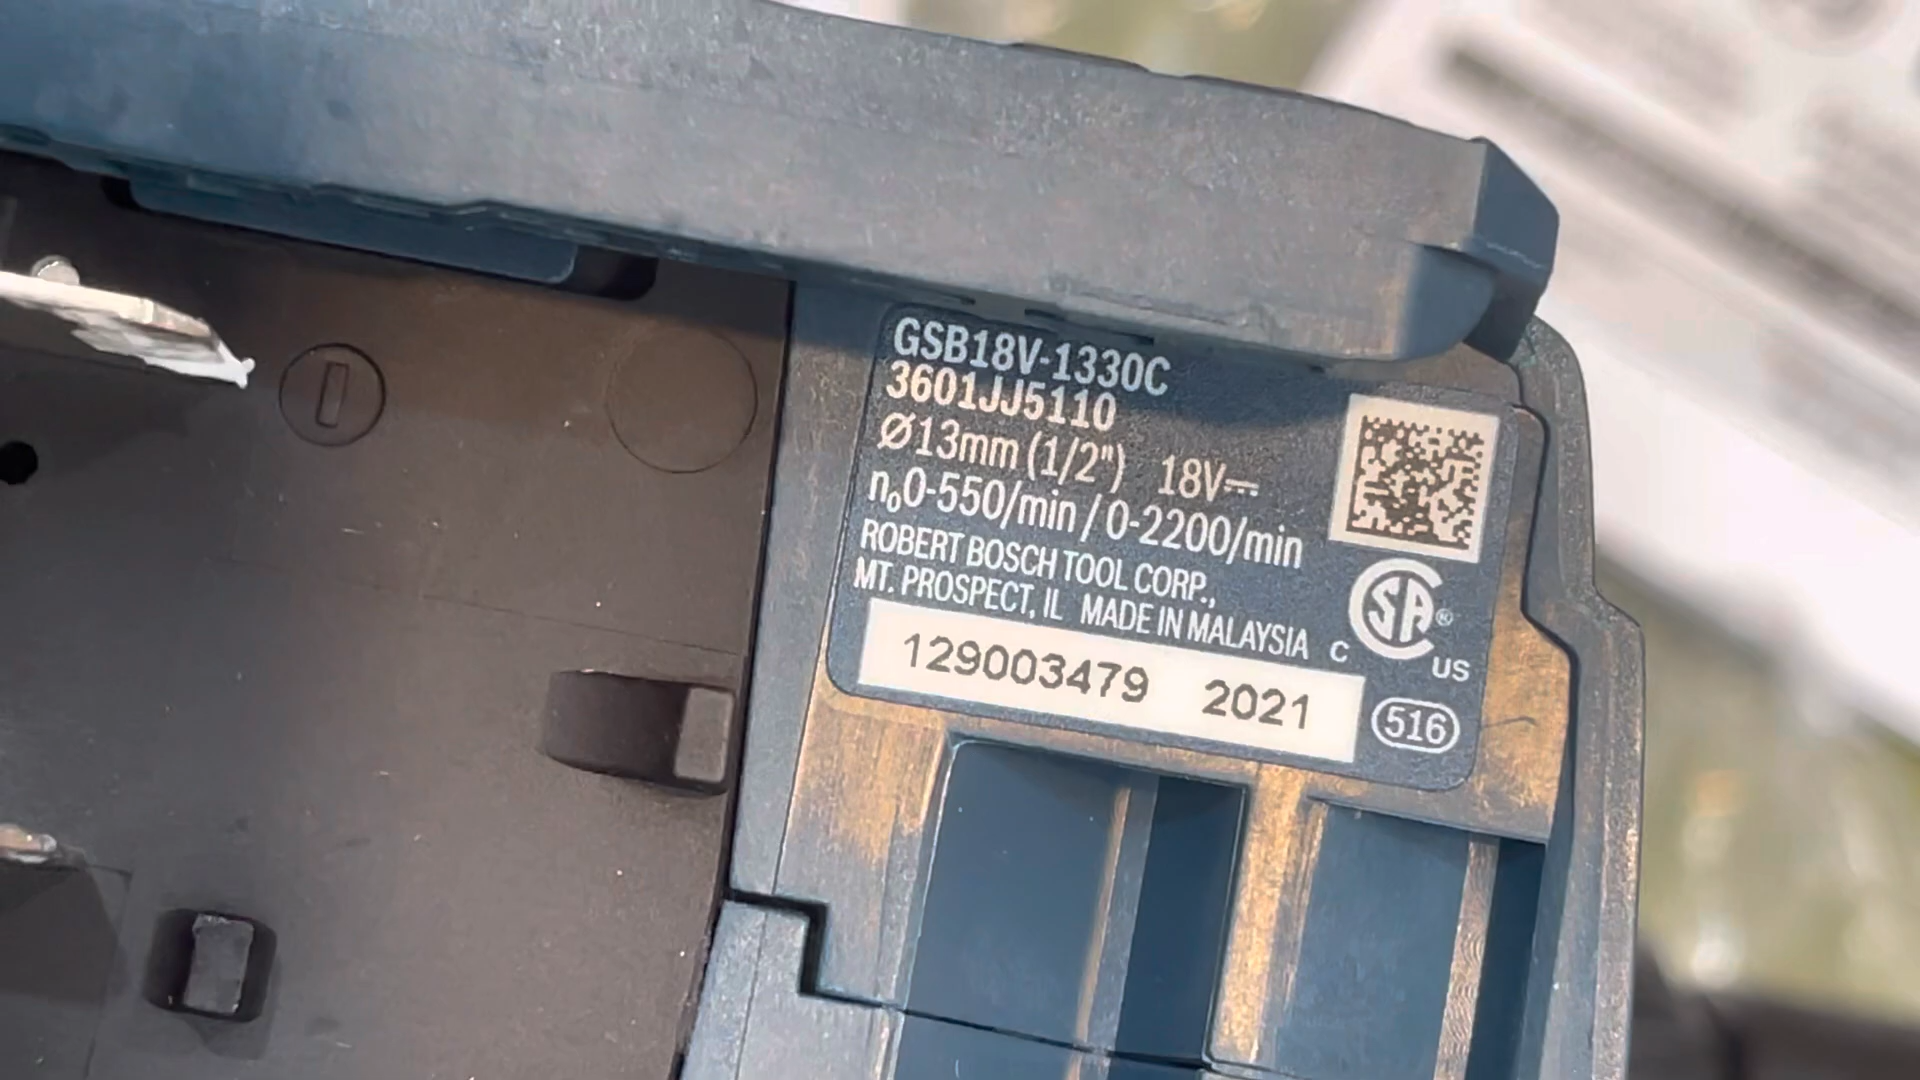 GSB18V-1330C
3601JJ5110
Ø13mm (1/2") 18V⎓
n₀0-550/min / 0-2200/min
ROBERT BOSCH TOOL CORP.,
MT. PROSPECT, IL MADE IN MALAYSIA
C SA® US
129003479 2021
516